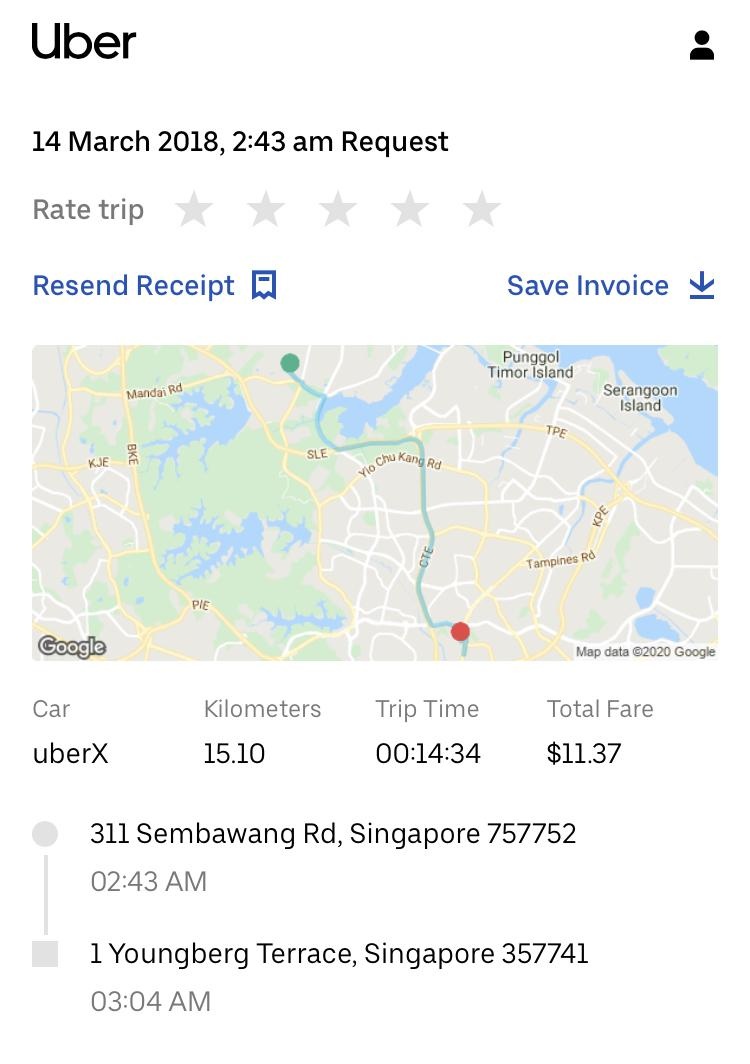 Uber
14 March 2018, 2:43 am Request
Rate trip
Resend Receipt
Save Invoice
Punggol
Timor Island
Serangoon
Island
Mandai Rd
TPE
SLE
Yio Chu Kang Rd
KJE
BKE
KPE
CTE
Tampines Rd
PIE
Google
Map data ©2020 Google
Car Kilometers Trip Time Total Fare
uberX 15.10 00:14:34 $11.37
311 Sembawang Rd, Singapore 757752
02:43 AM
1 Youngberg Terrace, Singapore 357741
03:04 AM